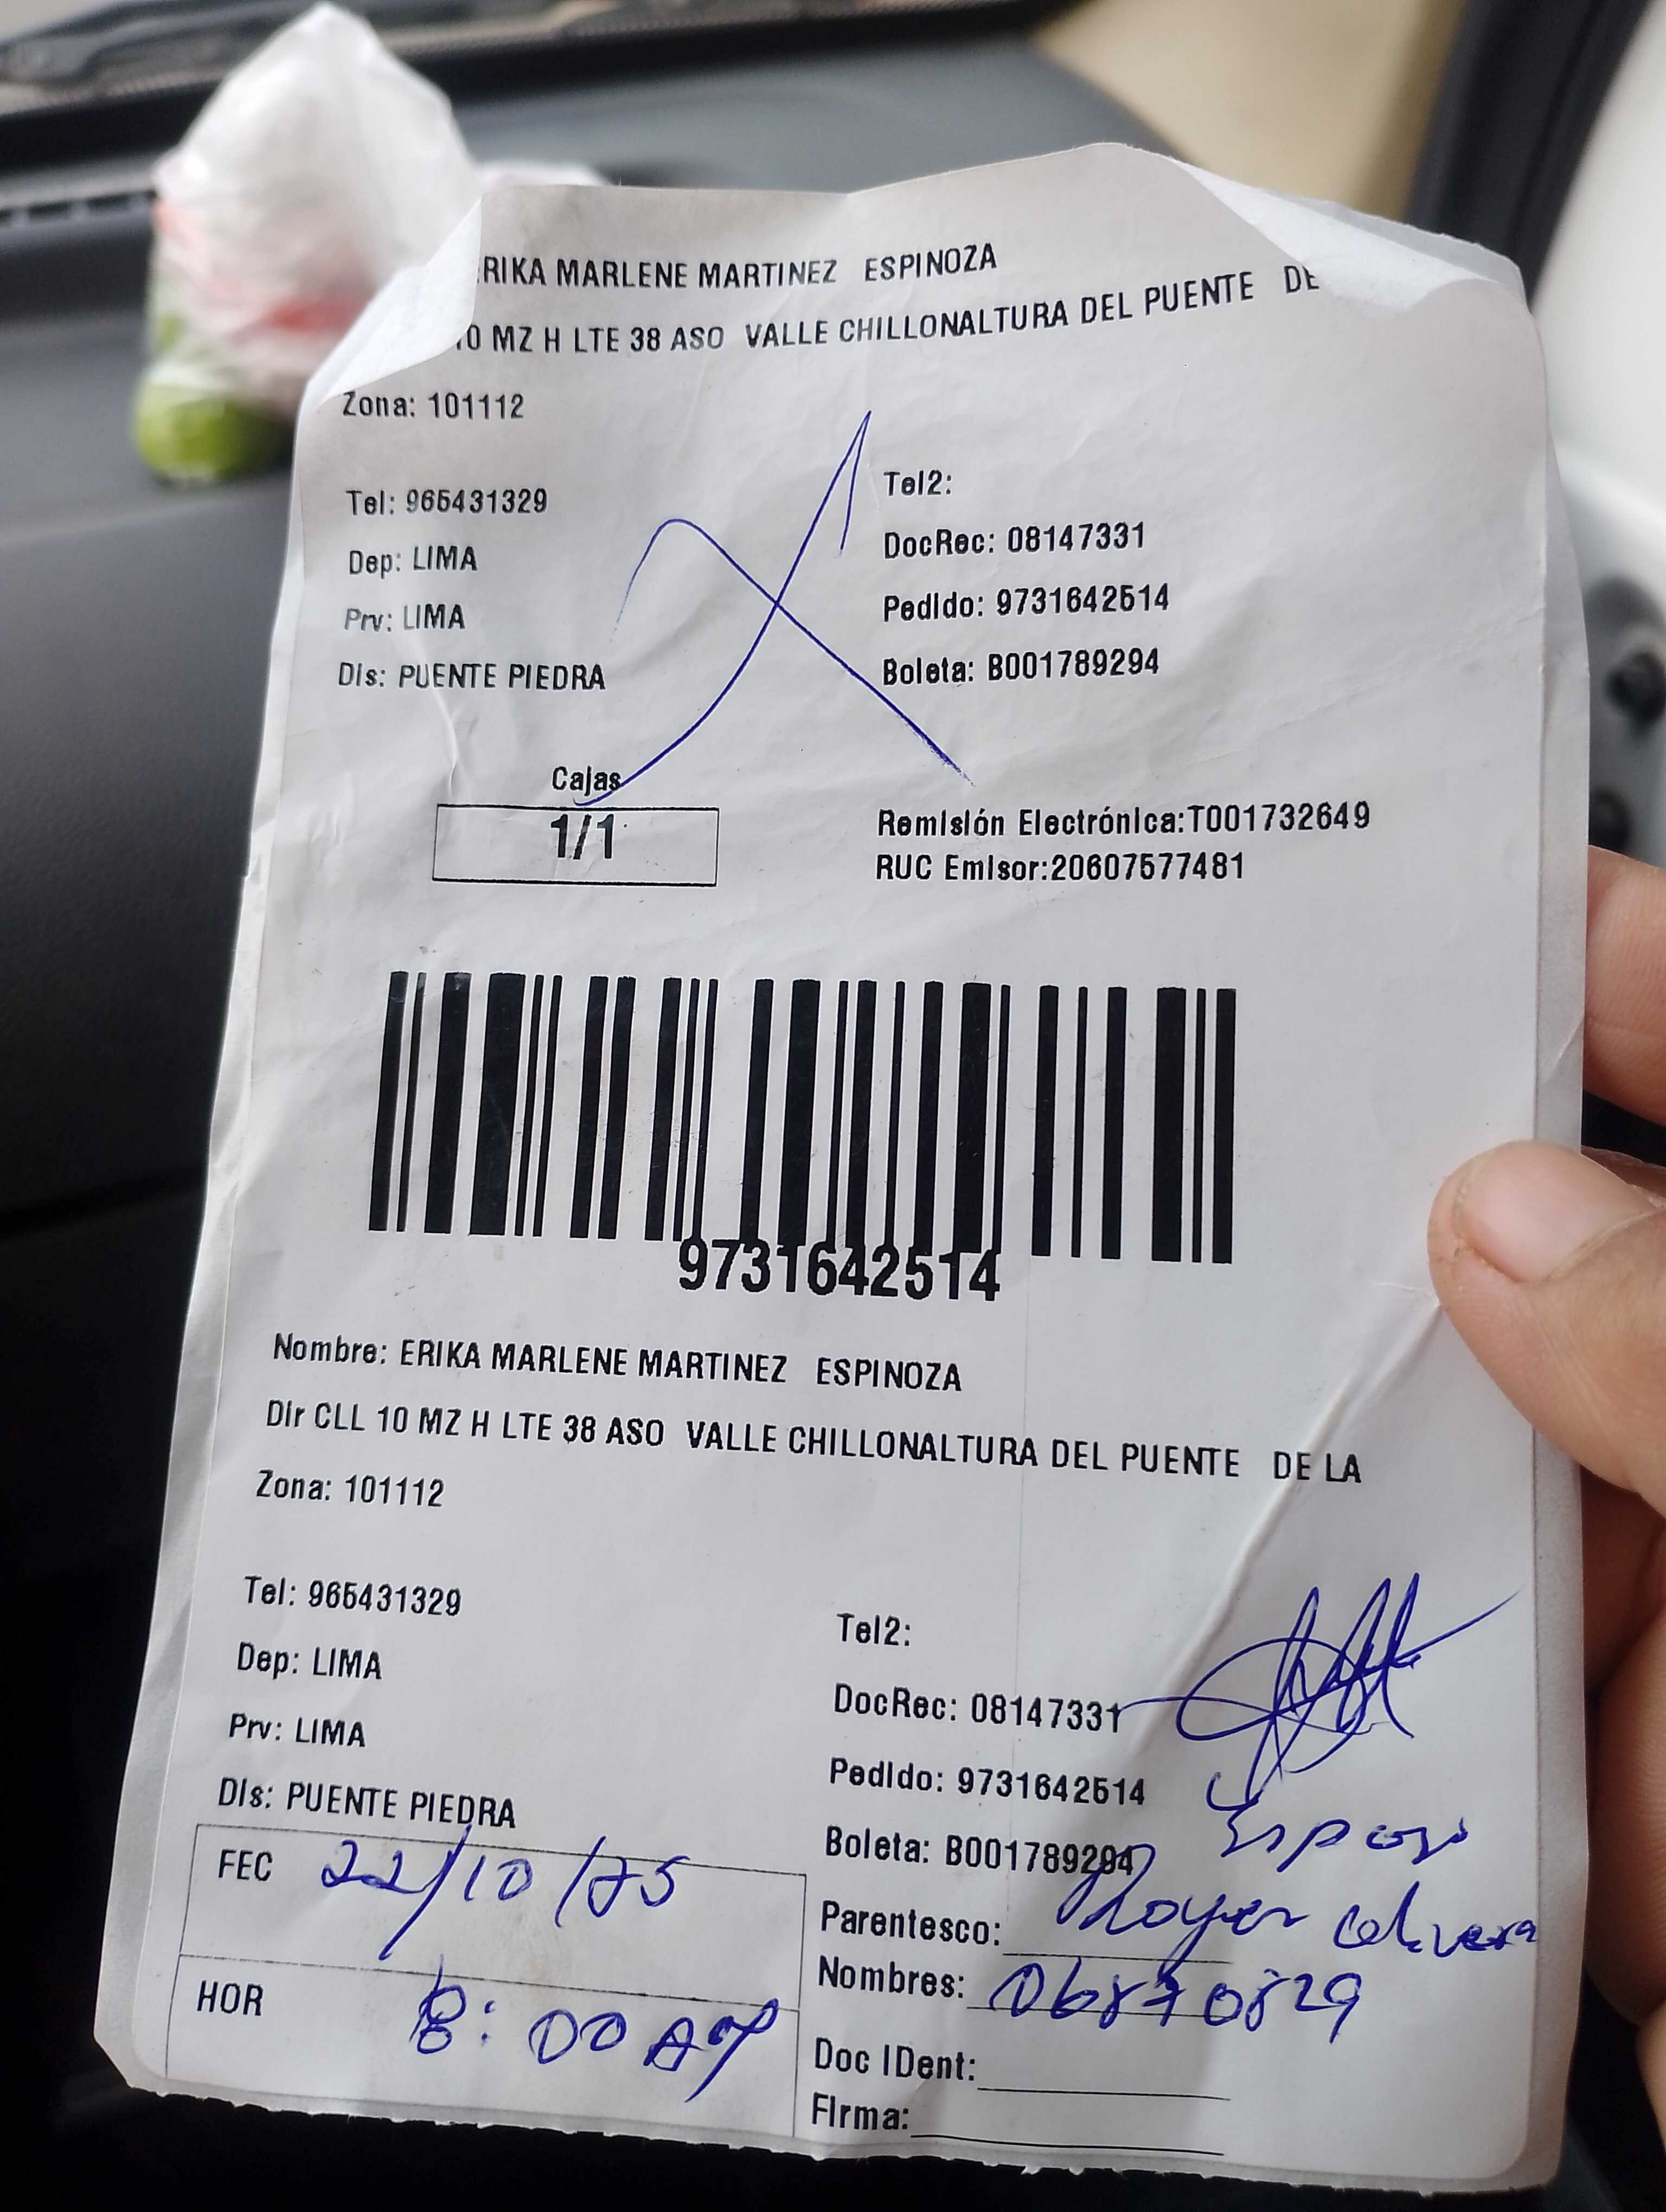 RIKA MARLENE MARTINEZ ESPINOZA
10 MZ H LTE 38 ASO VALLE CHILLONALTURA DEL PUENTE DE
Zona: 101112
Tel: 965431329
Tel2:
Dep: LIMA
DocRec: 08147331
Prv: LIMA
Pedido: 9731642514
Dis: PUENTE PIEDRA
Boleta: B001789294
Cajas
1/1
Remisión Electrónica:T001732649
RUC Emisor:20607577481
9731642514
Nombre: ERIKA MARLENE MARTINEZ ESPINOZA
Dir CLL 10 MZ H LTE 38 ASO VALLE CHILLONALTURA DEL PUENTE DE LA
Zona: 101112
Tel: 965431329
Tel2:
Dep: LIMA
DocRec: 08147331
Prv: LIMA
Pedido: 9731642514
Dis: PUENTE PIEDRA
Esposo
Boleta: B001789294
FEC 22/10/25
Parentesco: Royer
Nombres: 06870829
HOR 8:00 AM
Doc IDent:
Firma: